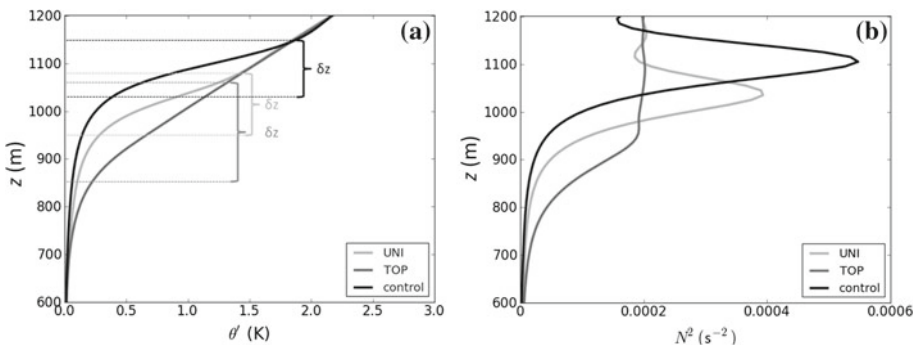 1200
1100
1000
900
800
700
600
z (m)
(a)
δz
δz
δz
UNI
TOP
control
0.0 0.5 1.0 1.5 2.0 2.5 3.0
θ′ (K)
1200
1100
1000
900
800
700
600
z (m)
(b)
UNI
TOP
control
0 0.0002 0.0004 0.0006
N² (s⁻²)